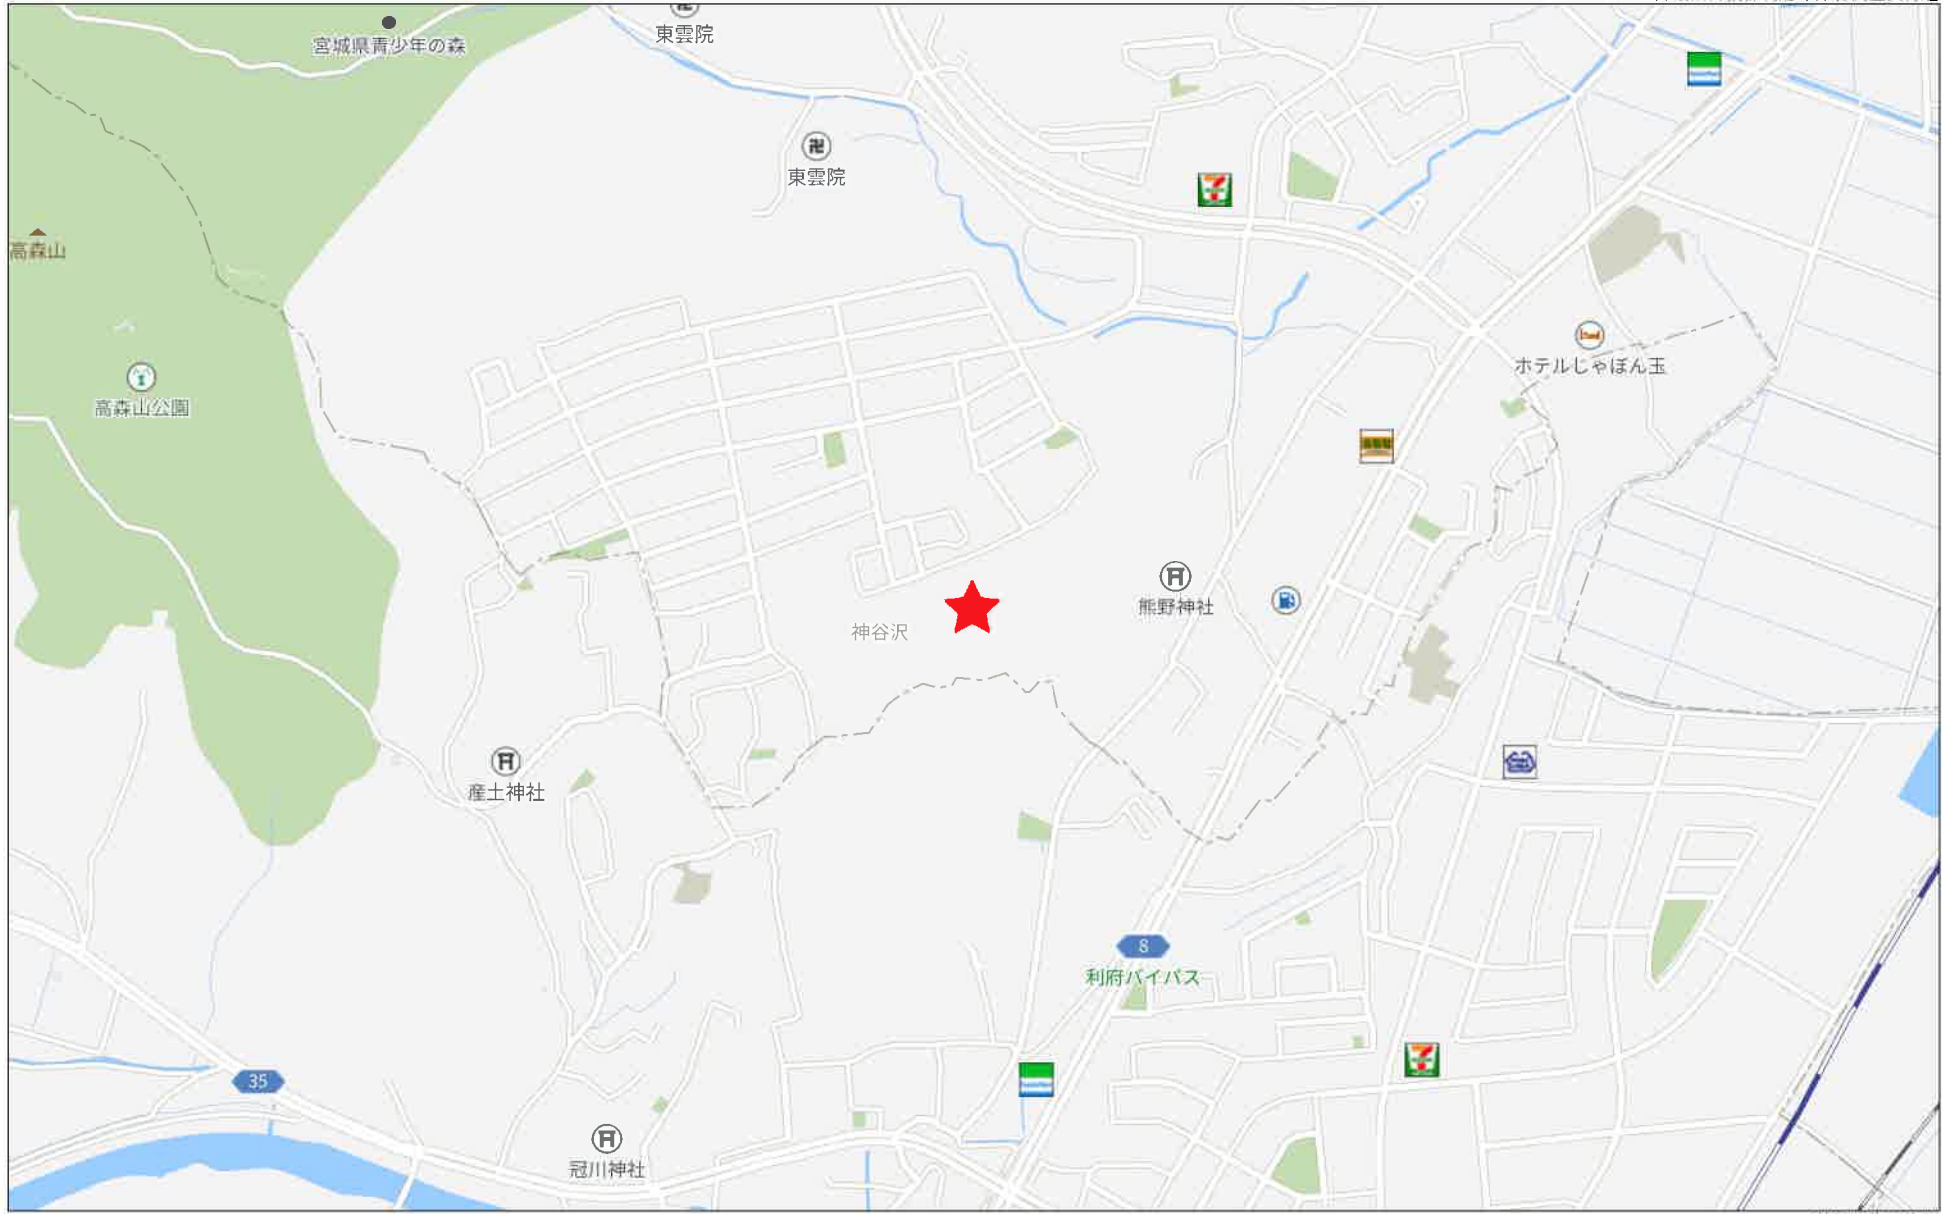 宮城県青少年の森
東雲院
東雲院
高森山
高森山公園
ホテルじゃぼん玉
熊野神社
神谷沢
産土神社
8
利府バイパス
35
冠川神社